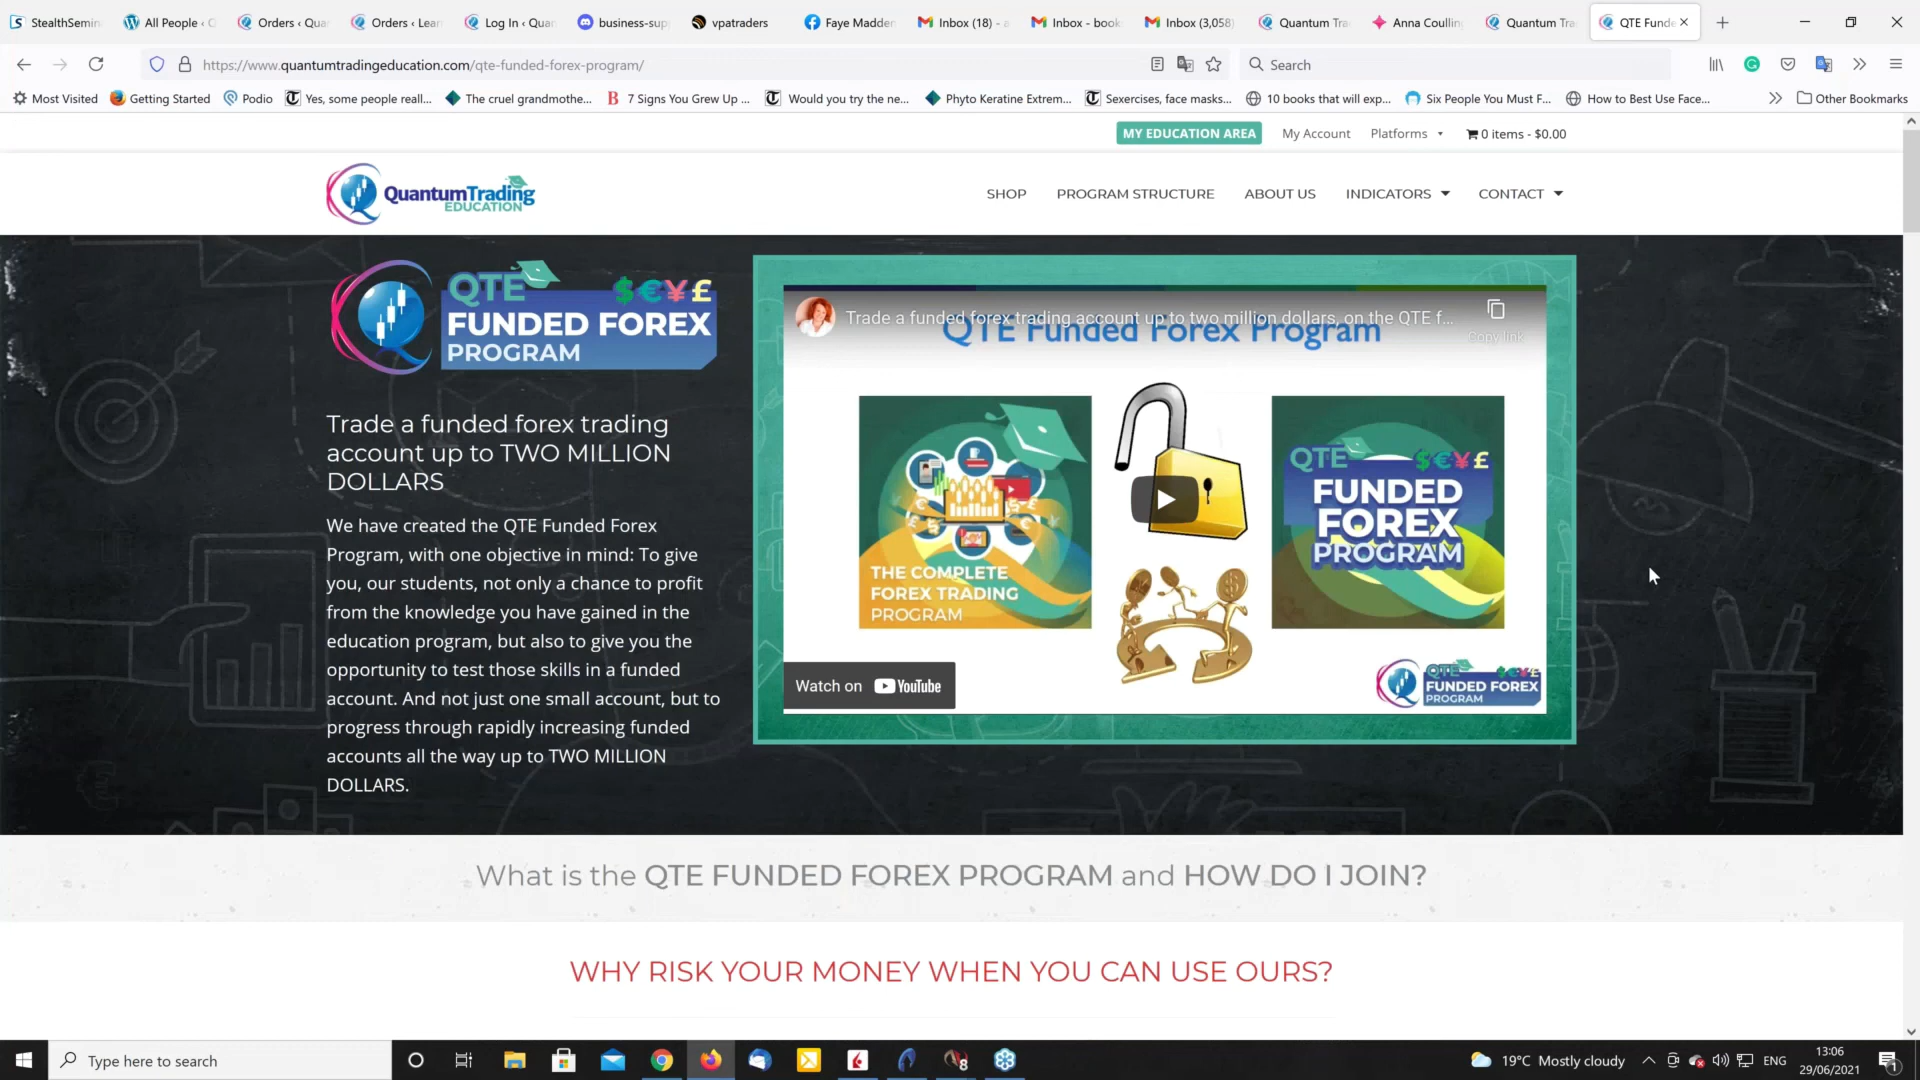 StealthSemin
All People ‹ Q
Orders ‹ Qua
Orders ‹ Lear
Log In ‹ Quan
business-supp
vpatraders
Faye Madden
Inbox (18) - a
Inbox - book
Inbox (3,058)
Quantum Tra
Anna Coulling
Quantum Tra
QTE Funde
https://www.quantumtradingeducation.com/qte-funded-forex-program/
Search
Most Visited
Getting Started
Podio
Yes, some people reall...
The cruel grandmothe...
7 Signs You Grew Up ...
Would you try the ne...
Phyto Keratine Extrem...
Sexercises, face masks...
10 books that will exp...
Six People You Must F...
How to Best Use Face...
Other Bookmarks
MY EDUCATION AREA
My Account
Platforms
0 items - $0.00
QuantumTrading
EDUCATION
SHOP
PROGRAM STRUCTURE
ABOUT US
INDICATORS
CONTACT
QTE $€¥£
FUNDED FOREX
PROGRAM
Trade a funded forex trading
account up to TWO MILLION
DOLLARS
We have created the QTE Funded Forex
Program, with one objective in mind: To give
you, our students, not only a chance to profit
from the knowledge you have gained in the
education program, but also to give you the
opportunity to test those skills in a funded
account. And not just one small account, but to
progress through rapidly increasing funded
accounts all the way up to TWO MILLION
DOLLARS.
Trade a funded forex trading account up to two million dollars, on the QTE f...
QTE Funded Forex Program
Copy link
THE COMPLETE
FOREX TRADING
PROGRAM
QTE $€¥£
FUNDED
FOREX
PROGRAM
Watch on YouTube
QTE $€¥£
FUNDED FOREX
PROGRAM
What is the QTE FUNDED FOREX PROGRAM and HOW DO I JOIN?
WHY RISK YOUR MONEY WHEN YOU CAN USE OURS?
Type here to search
19°C Mostly cloudy
ENG
13:06
29/06/2021